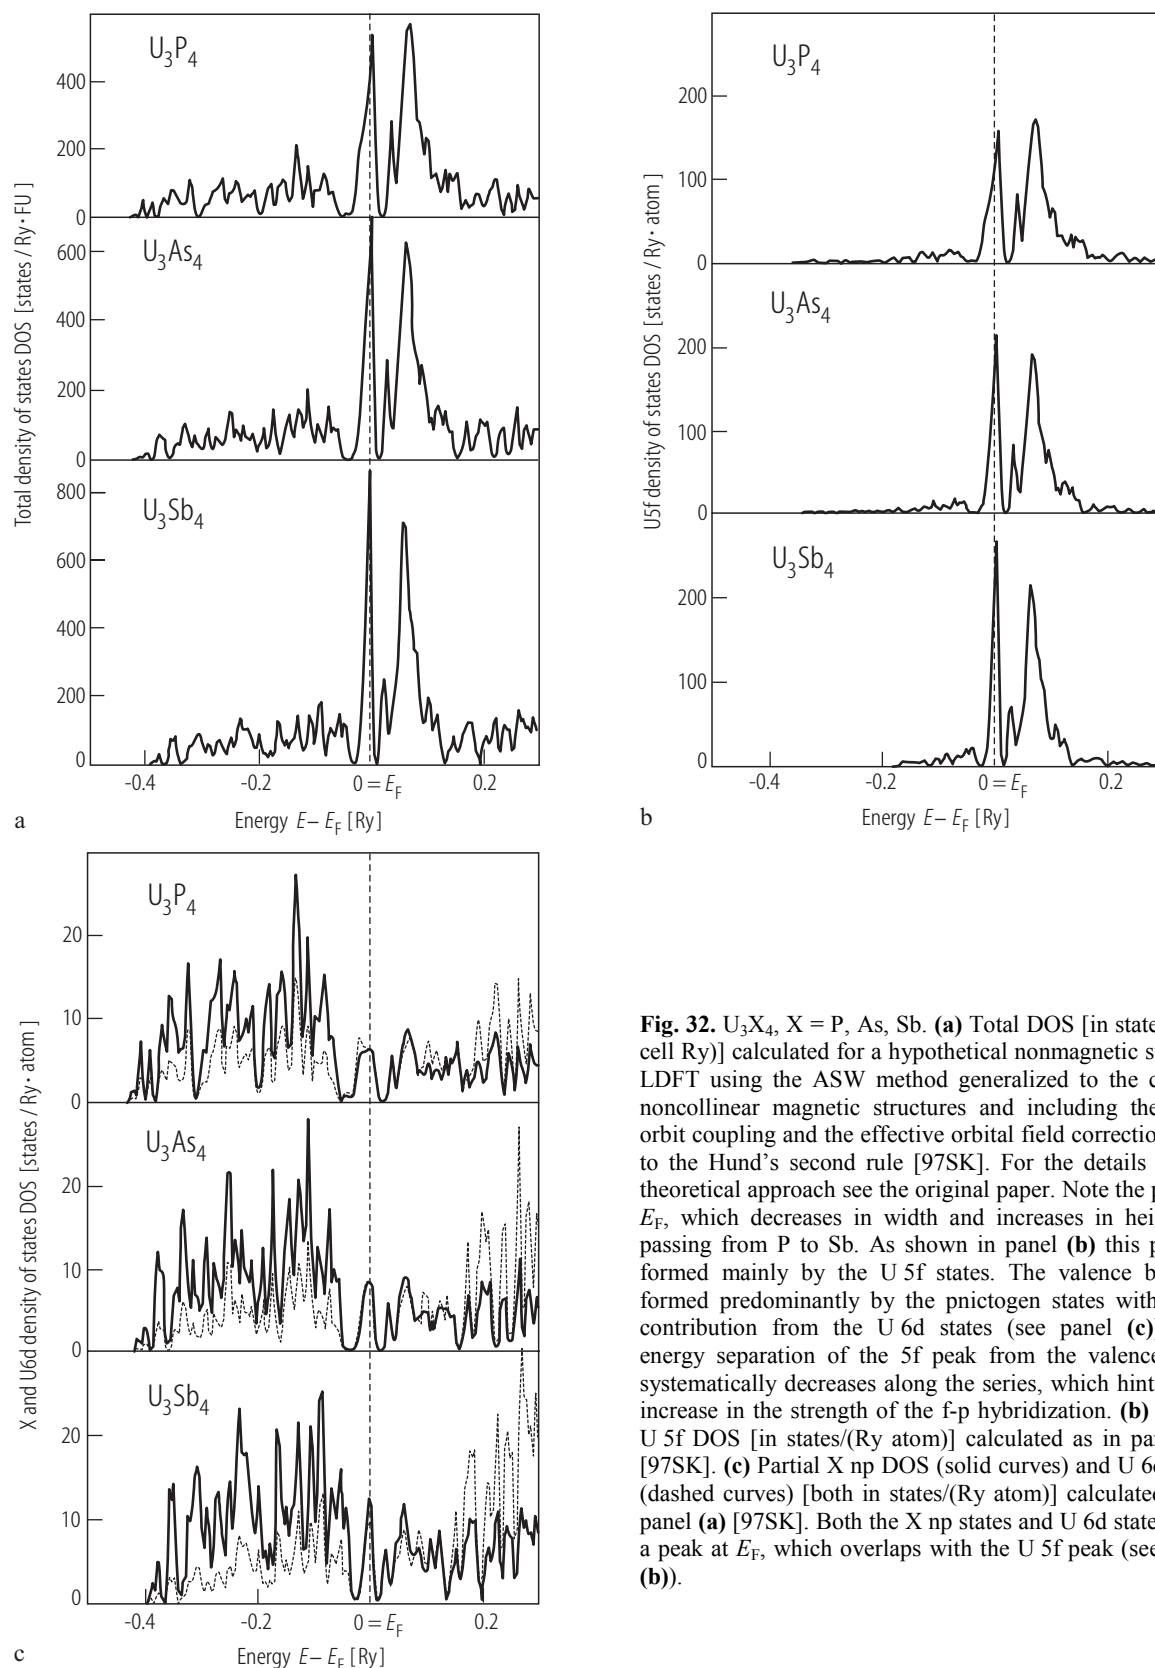 U3P4
400
200
0
U3As4
600
400
200
0
U3Sb4
800
600
400
200
0
-0.4 -0.2 0 = EF 0.2
Energy E – EF [Ry]
Total density of states DOS [states / Ry · FU ]
a
U3P4
200
100
0
U3As4
200
100
0
U3Sb4
200
100
0
-0.4 -0.2 0 = EF 0.2
Energy E – EF [Ry]
U5f density of states DOS [states / Ry · atom ]
b
U3P4
20
10
0
U3As4
20
10
0
U3Sb4
20
10
0
-0.4 -0.2 0 = EF 0.2
Energy E – EF [Ry]
X and U6d density of states DOS [states / Ry · atom ]
c
Fig. 32. U3X4, X = P, As, Sb. (a) Total DOS [in state
cell Ry)] calculated for a hypothetical nonmagnetic s
LDFT using the ASW method generalized to the c
noncollinear magnetic structures and including the
orbit coupling and the effective orbital field correction
to the Hund's second rule [97SK]. For the details
theoretical approach see the original paper. Note the p
EF, which decreases in width and increases in hei
passing from P to Sb. As shown in panel (b) this p
formed mainly by the U 5f states. The valence b
formed predominantly by the pnictogen states with
contribution from the U 6d states (see panel (c))
energy separation of the 5f peak from the valence
systematically decreases along the series, which hint
increase in the strength of the f-p hybridization. (b)
U 5f DOS [in states/(Ry atom)] calculated as in pa
[97SK]. (c) Partial X np DOS (solid curves) and U 6
(dashed curves) [both in states/(Ry atom)] calculated
panel (a) [97SK]. Both the X np states and U 6d state
a peak at EF, which overlaps with the U 5f peak (see
(b)).